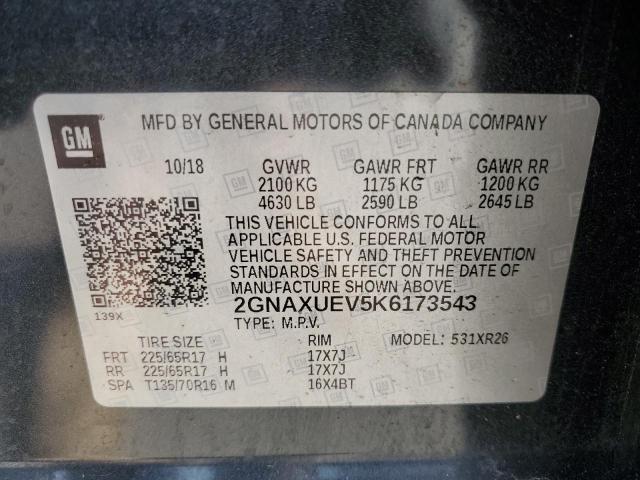 GM
MFD BY GENERAL MOTORS OF CANADA COMPANY
10/18 GVWR GAWR FRT GAWR RR
2100 KG 1175 KG 1200 KG
4630 LB 2590 LB 2645 LB
THIS VEHICLE CONFORMS TO ALL
APPLICABLE U.S. FEDERAL MOTOR
VEHICLE SAFETY AND THEFT PREVENTION
STANDARDS IN EFFECT ON THE DATE OF
MANUFACTURE SHOWN ABOVE.
2GNAXUEV5K6173543
139X TYPE: M.P.V.
TIRE SIZE RIM MODEL: 531XR26
FRT 225/65R17 H 17X7J
RR 225/65R17 H 17X7J
SPA T135/70R16 M 16X4BT